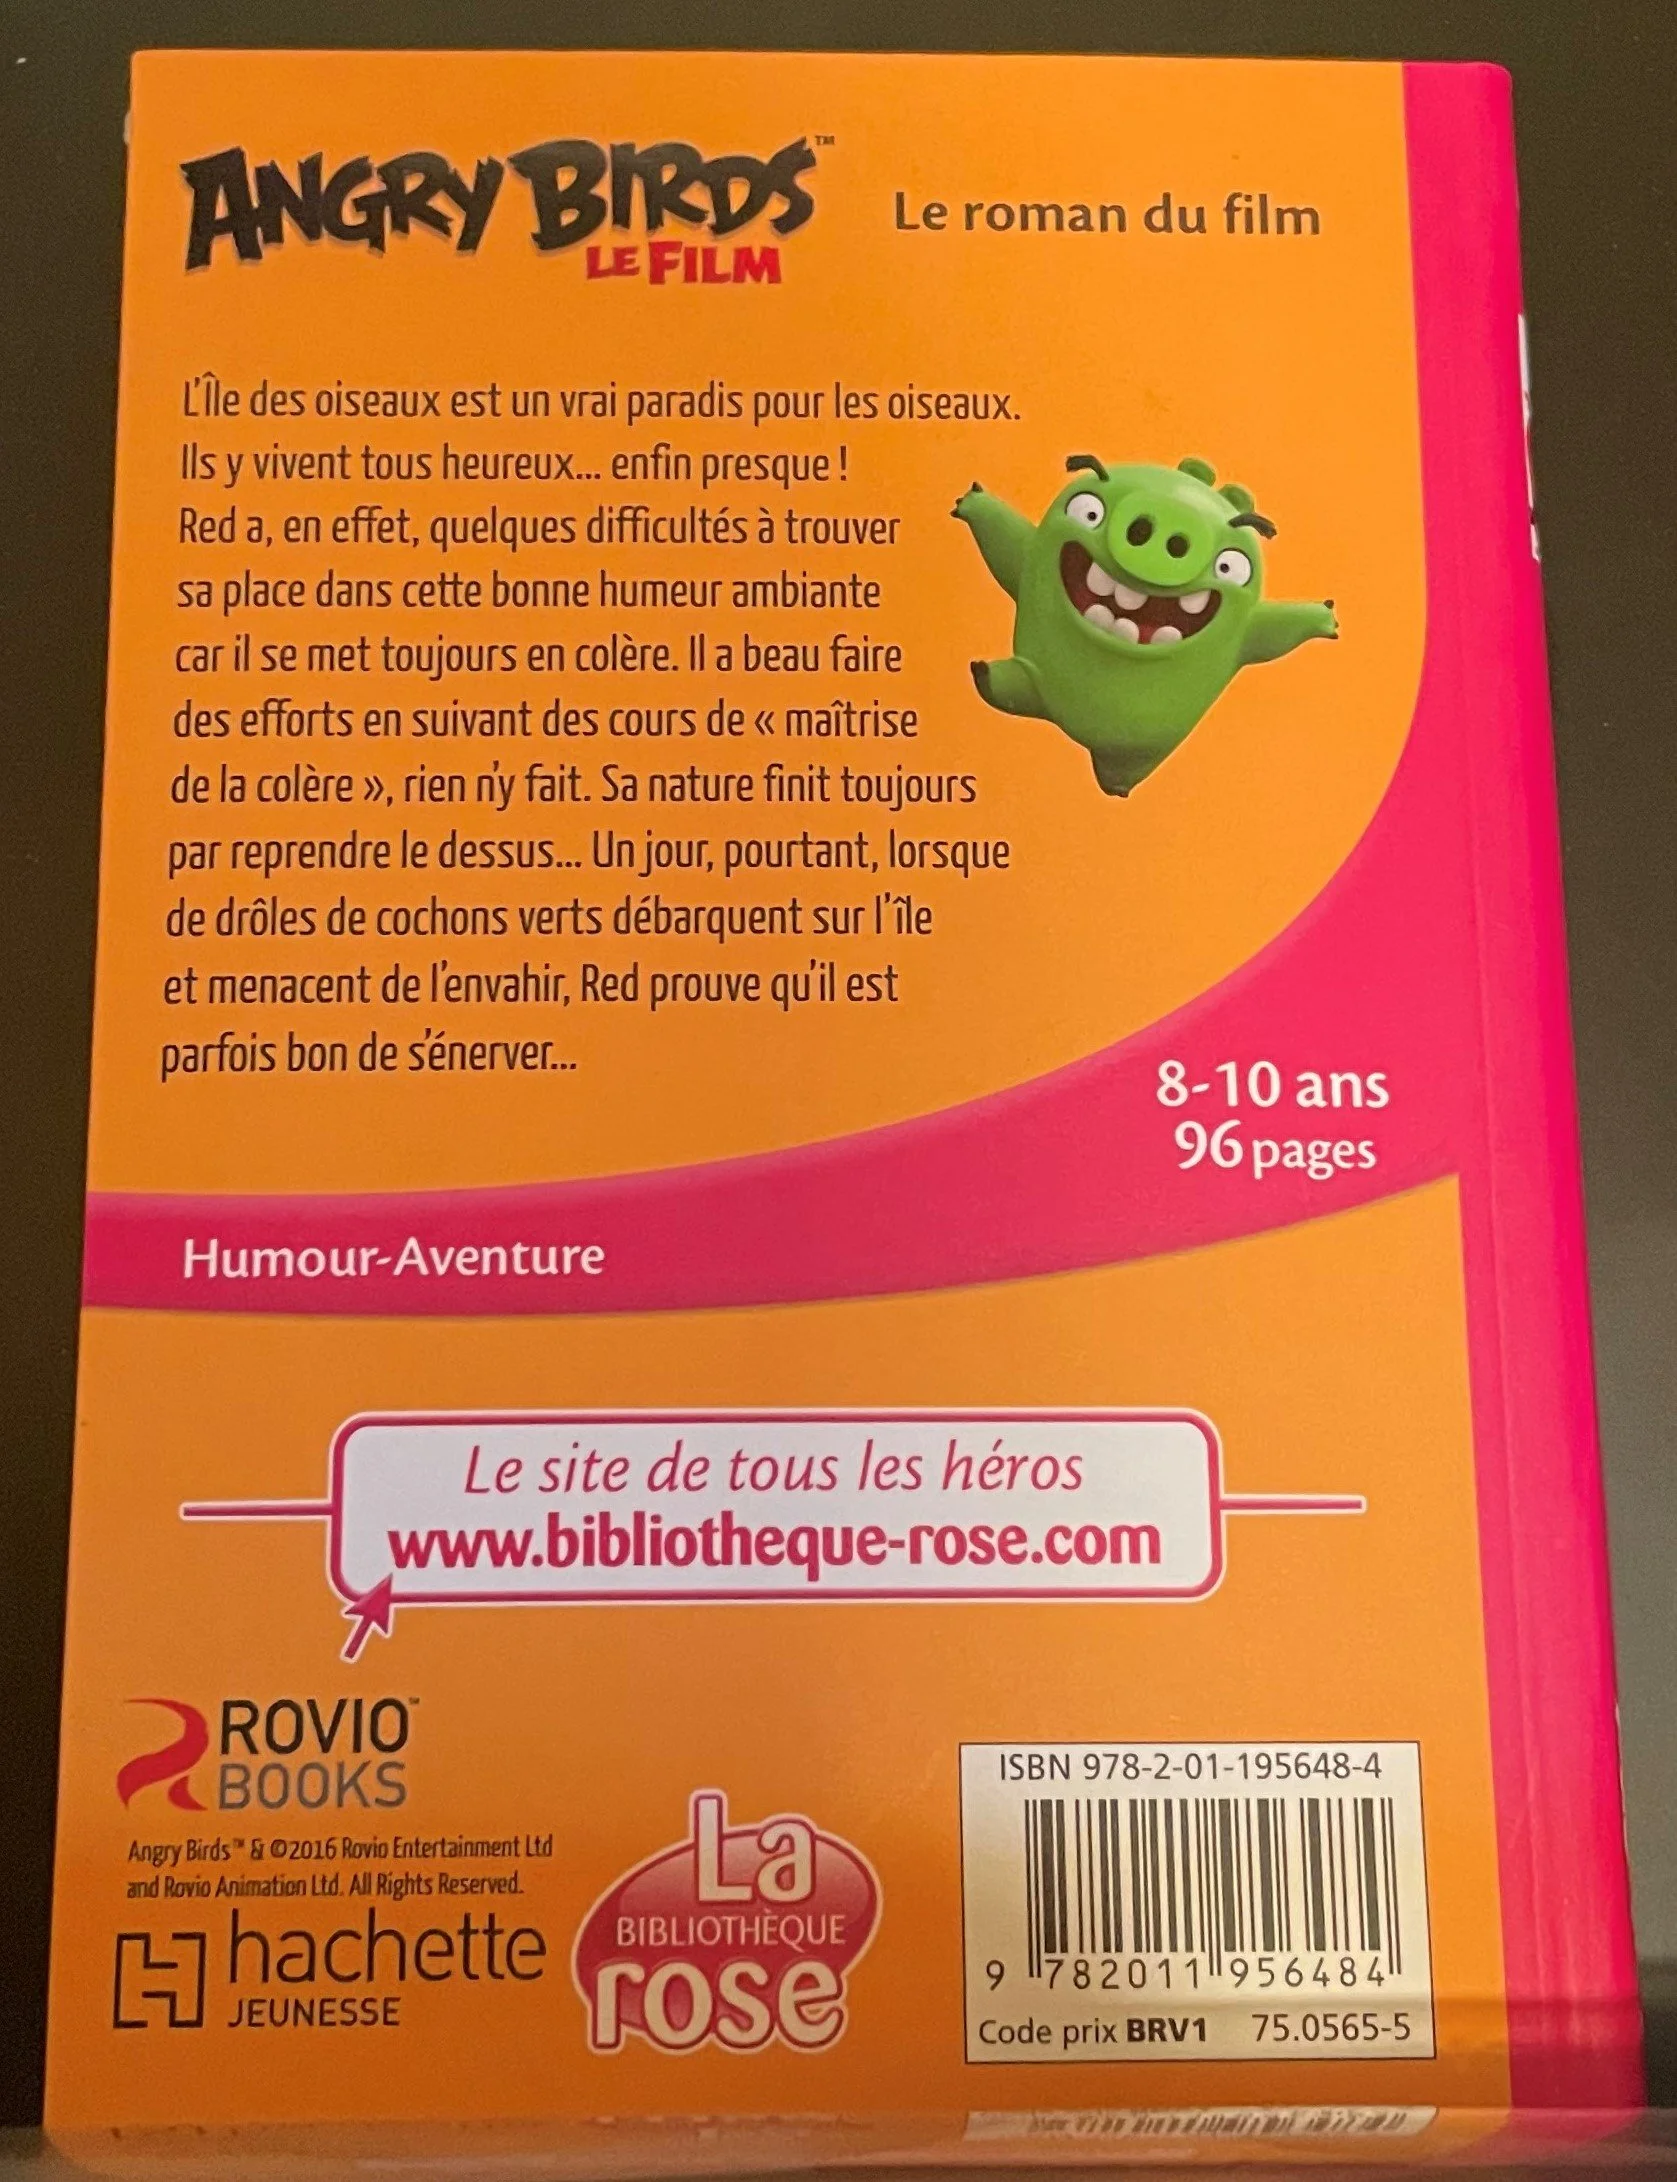 ANGRY BIRDS™
LE FILM
Le roman du film
L'Île des oiseaux est un vrai paradis pour les oiseaux.
Ils y vivent tous heureux... enfin presque !
Red a, en effet, quelques difficultés à trouver
sa place dans cette bonne humeur ambiante
car il se met toujours en colère. Il a beau faire
des efforts en suivant des cours de « maîtrise
de la colère », rien n'y fait. Sa nature finit toujours
par reprendre le dessus... Un jour, pourtant, lorsque
de drôles de cochons verts débarquent sur l'île
et menacent de l'envahir, Red prouve qu'il est
parfois bon de s'énerver...
8-10 ans
96 pages
Humour-Aventure
Le site de tous les héros
www.bibliotheque-rose.com
ROVIO™
BOOKS
Angry Birds™ & ©2016 Rovio Entertainment Ltd
and Rovio Animation Ltd. All Rights Reserved.
hachette
JEUNESSE
La
BIBLIOTHÈQUE
rose
ISBN 978-2-01-195648-4
9 782011 956484
Code prix BRV1 75.0565-5